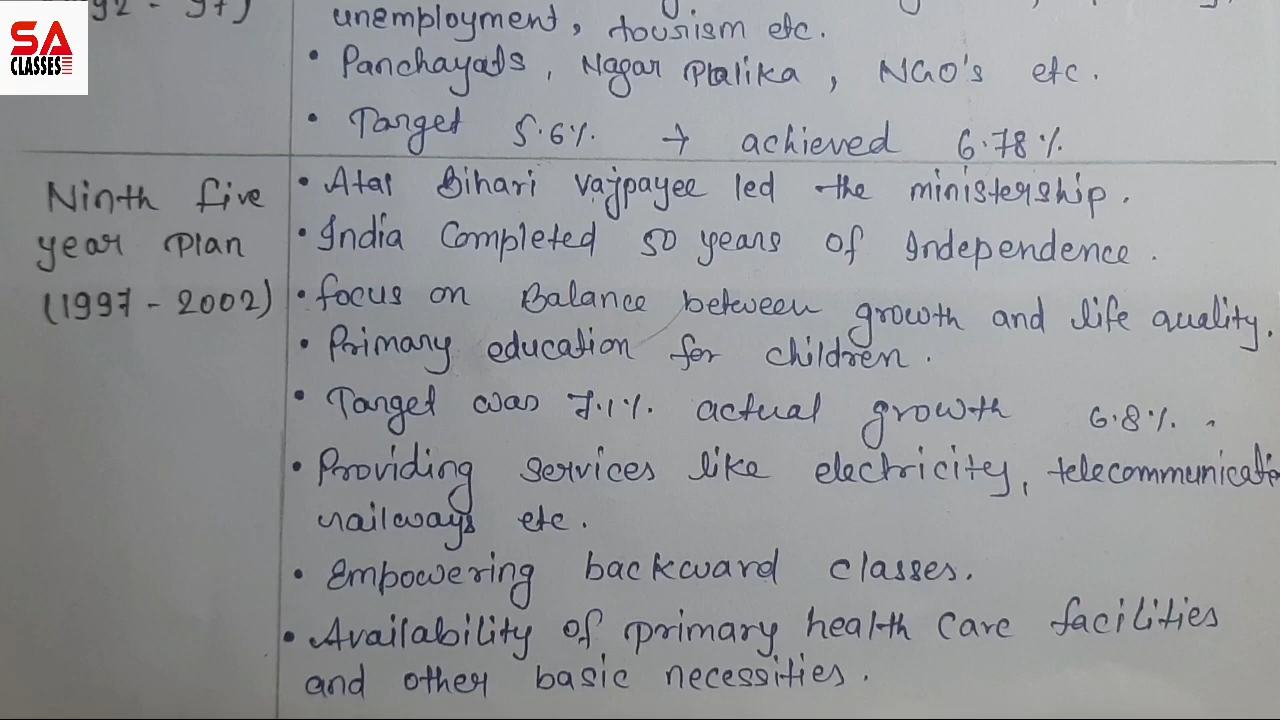 SA
CLASSES
unemployment, tourism etc.
• Panchayats, Nagar Palika, NGO's etc.
• Target 5.6% → achieved 6.78%
Ninth five
year Plan
(1997 - 2002)
• Atal Bihari Vajpayee led the ministership.
• India Completed 50 years of Independence.
• focus on Balance between growth and life quality.
• Primary education for children.
• Target was 7.1% actual growth 6.8%.
• Providing services like electricity, telecommunicatio
railways etc.
• Empowering backward classes.
• Availability of primary health care facilities
and other basic necessities.